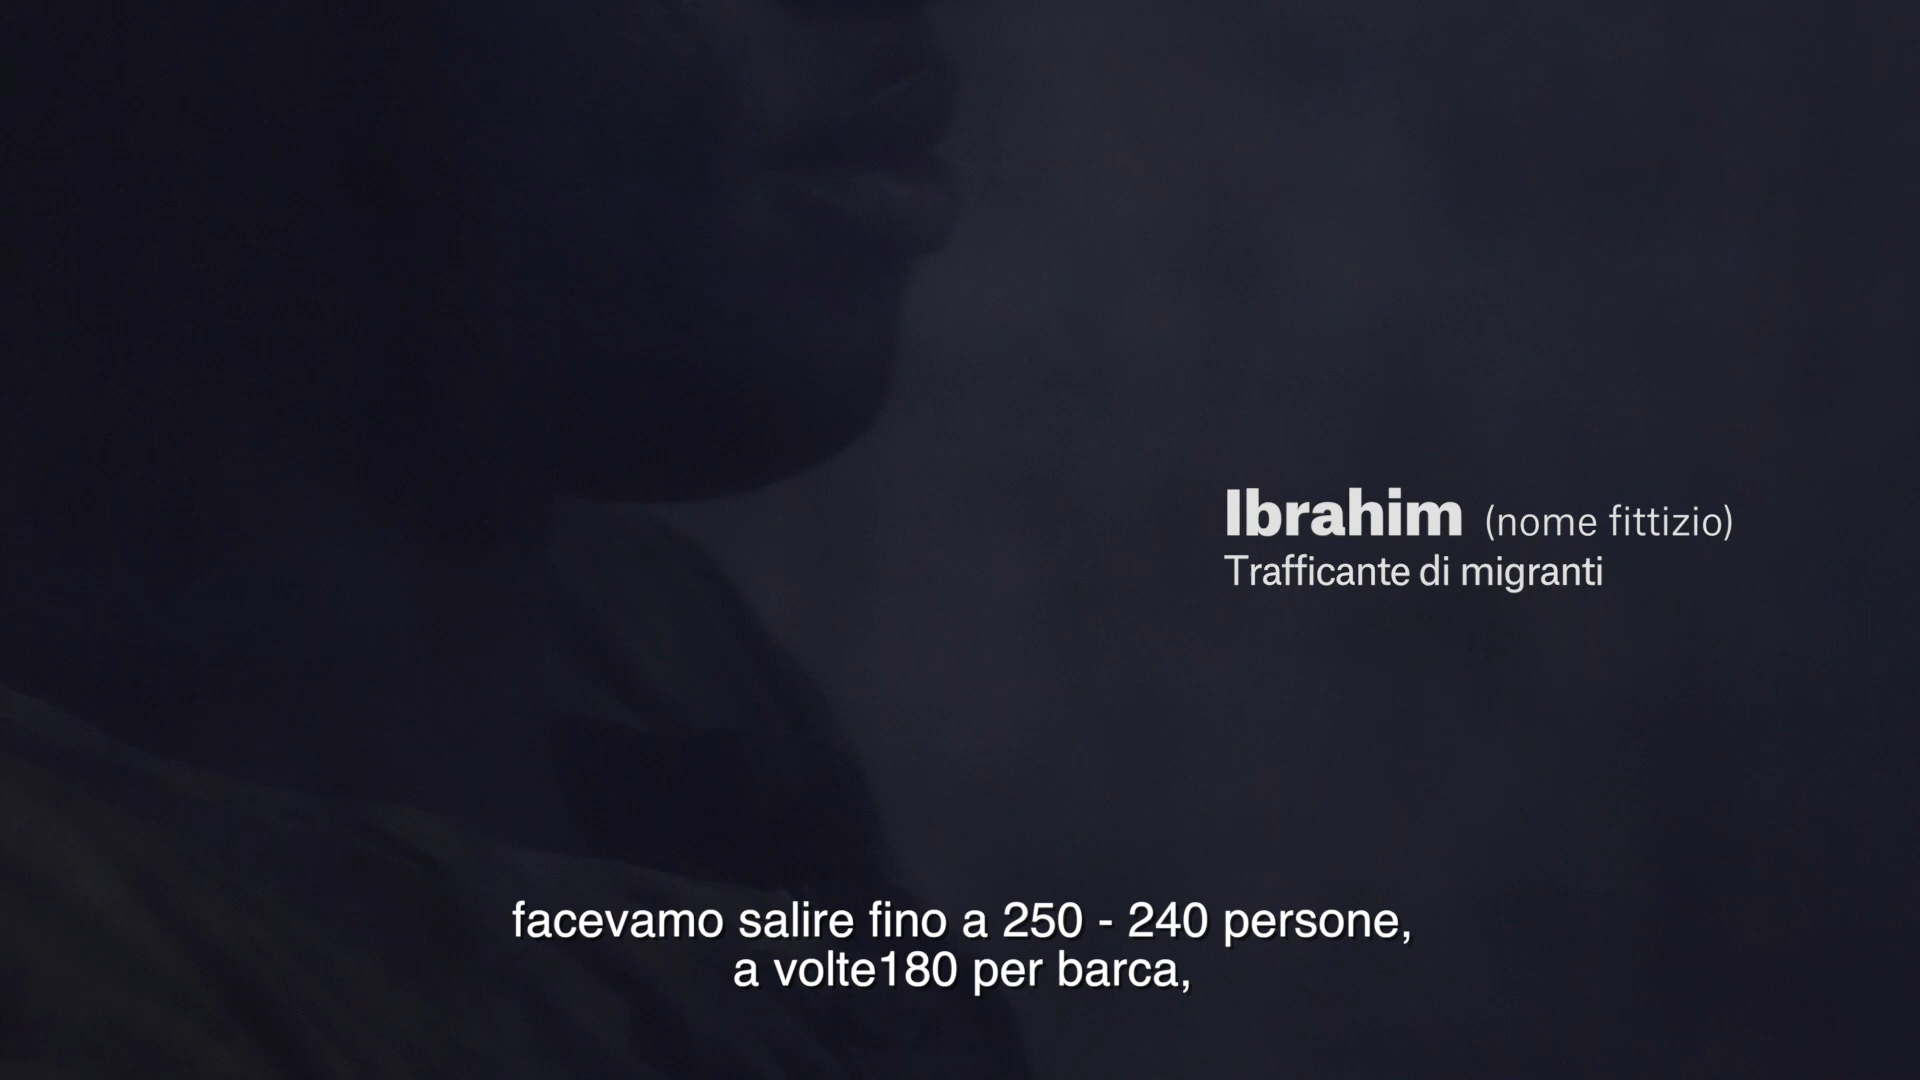 Ibrahim (nome fittizio)
Trafficante di migranti
facevamo salire fino a 250 - 240 persone,
a volte180 per barca,